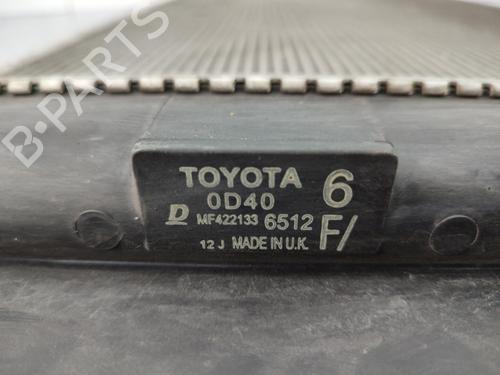 B-PARTS
TOYOTA 6
0D40
D MF422133 6512 F/
12 J MADE IN U.K.